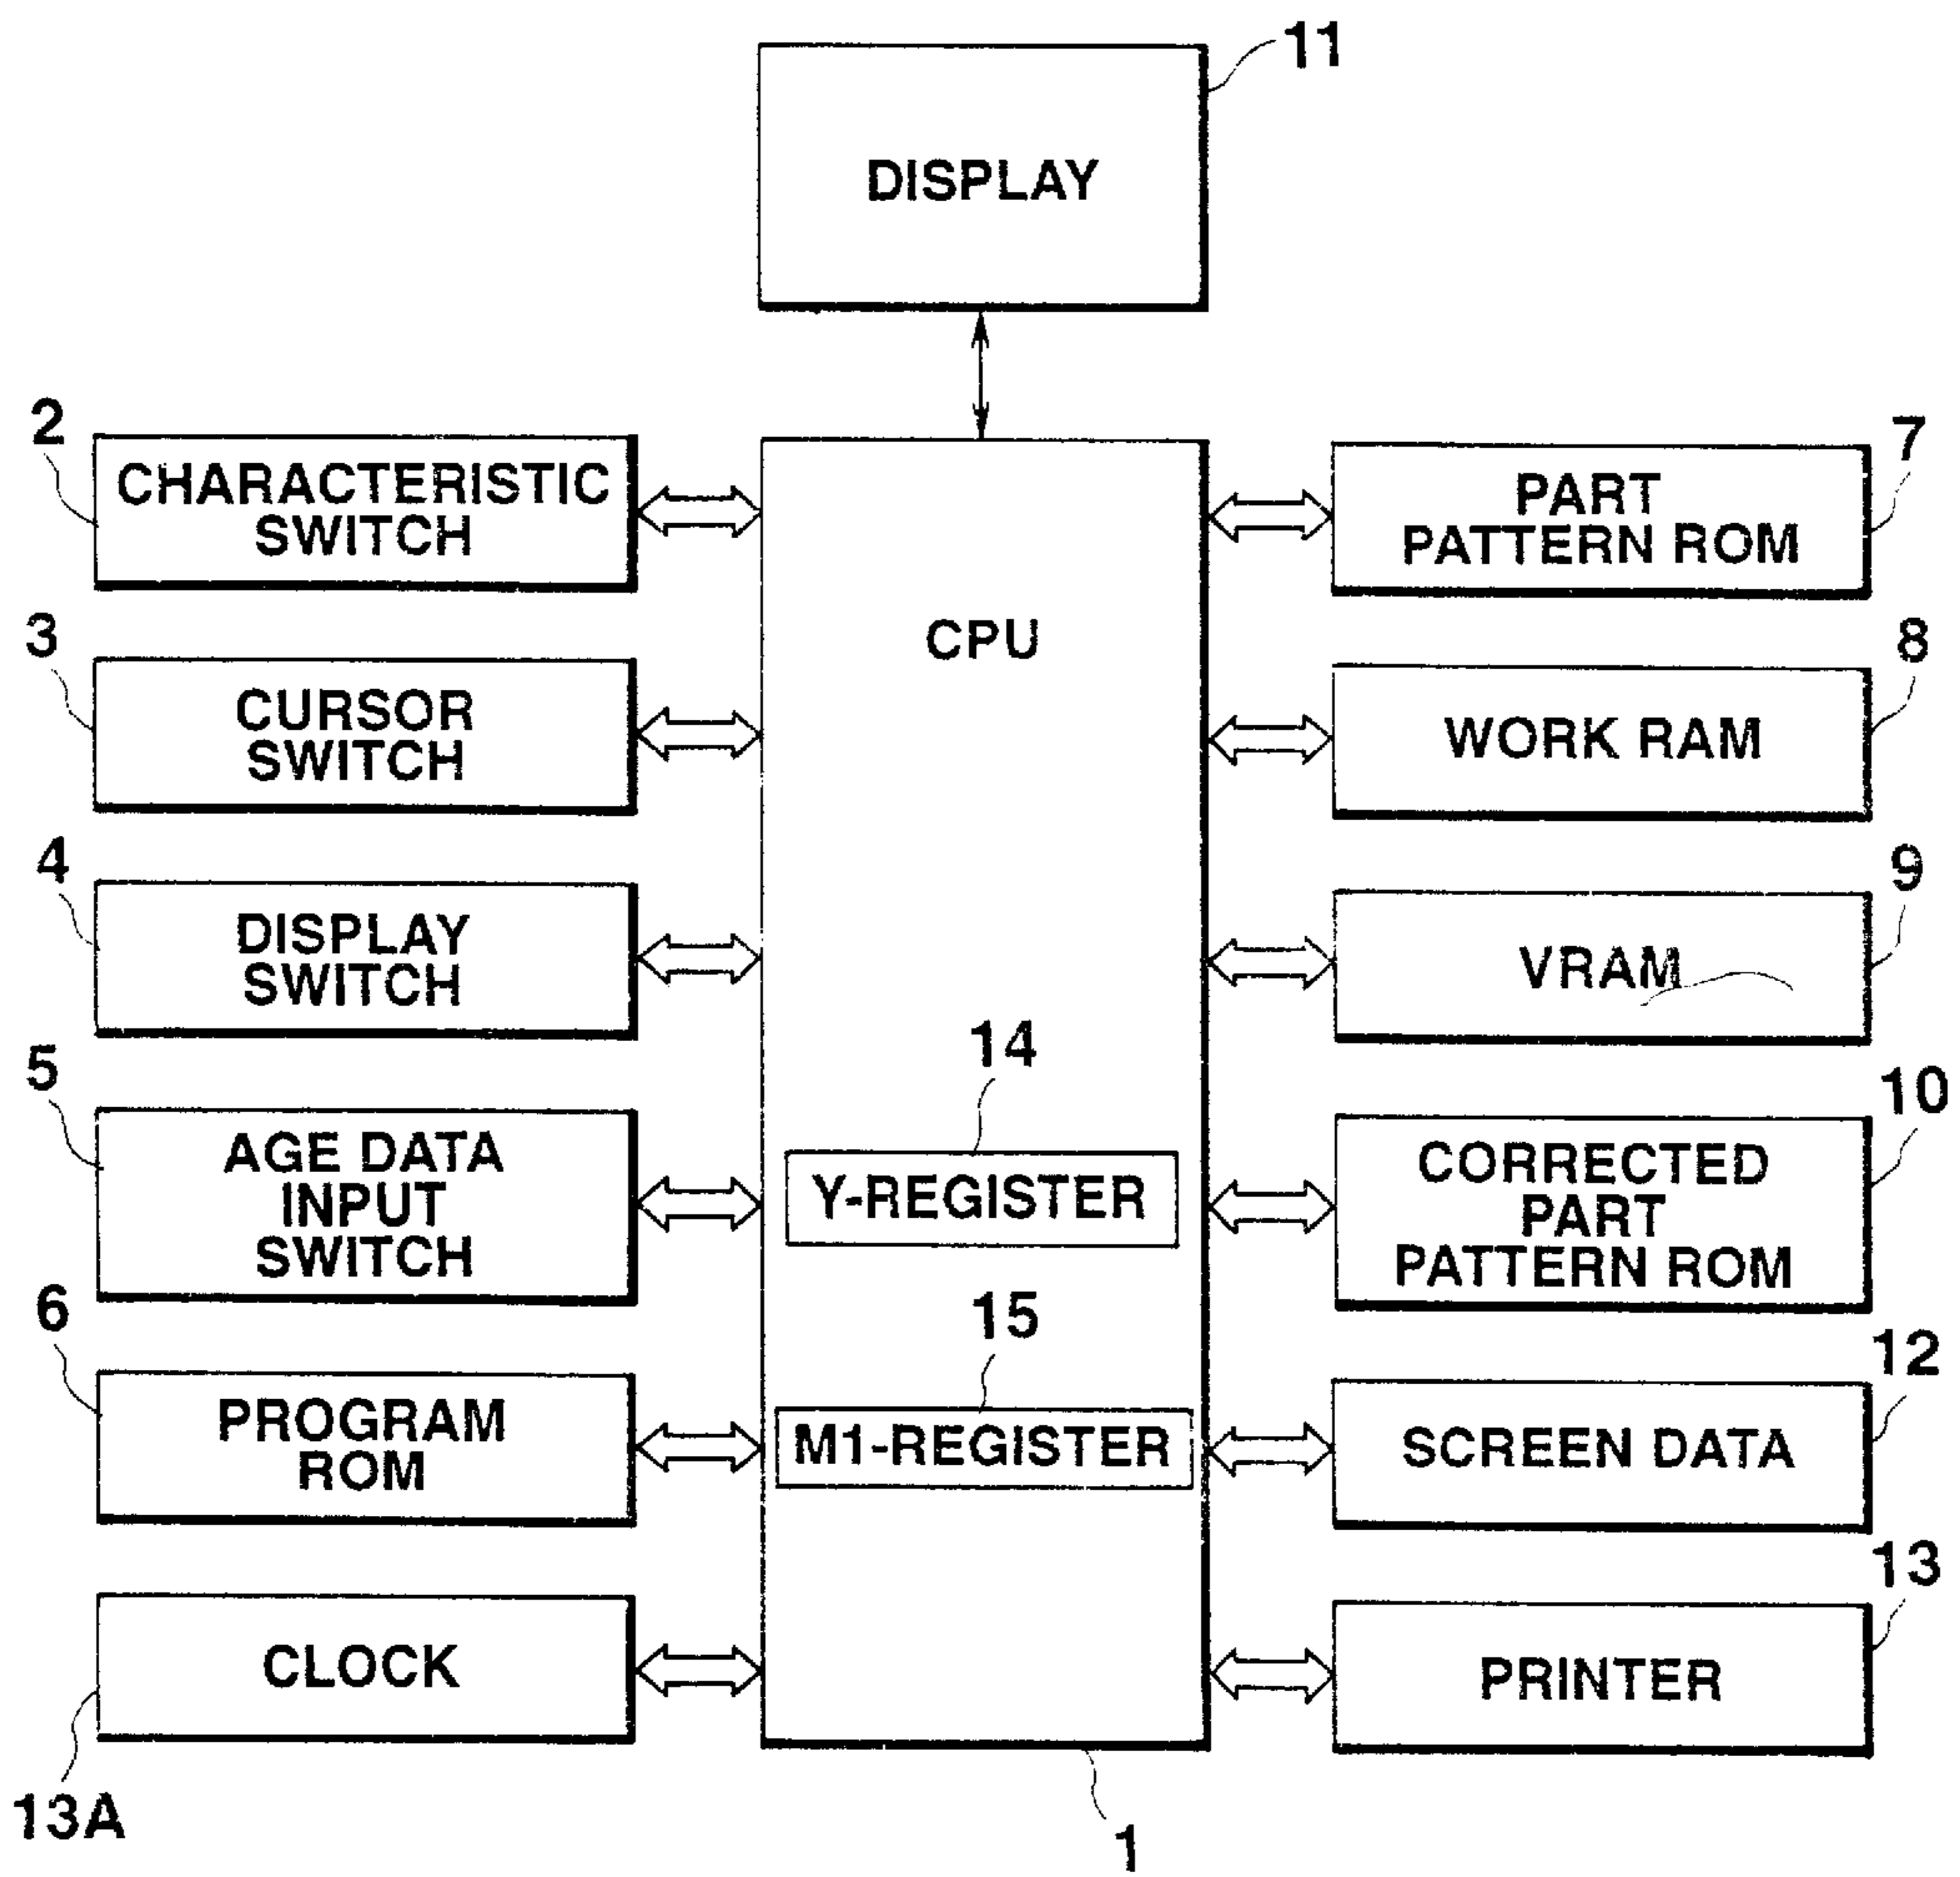 11
DISPLAY
2
CHARACTERISTIC
SWITCH
3
CURSOR
SWITCH
4
DISPLAY
SWITCH
5
AGE DATA
INPUT
SWITCH
6
PROGRAM
ROM
CLOCK
13A
CPU
14
Y-REGISTER
15
M1-REGISTER
1
7
PART
PATTERN ROM
8
WORK RAM
9
VRAM
10
CORRECTED
PART
PATTERN ROM
12
SCREEN DATA
13
PRINTER